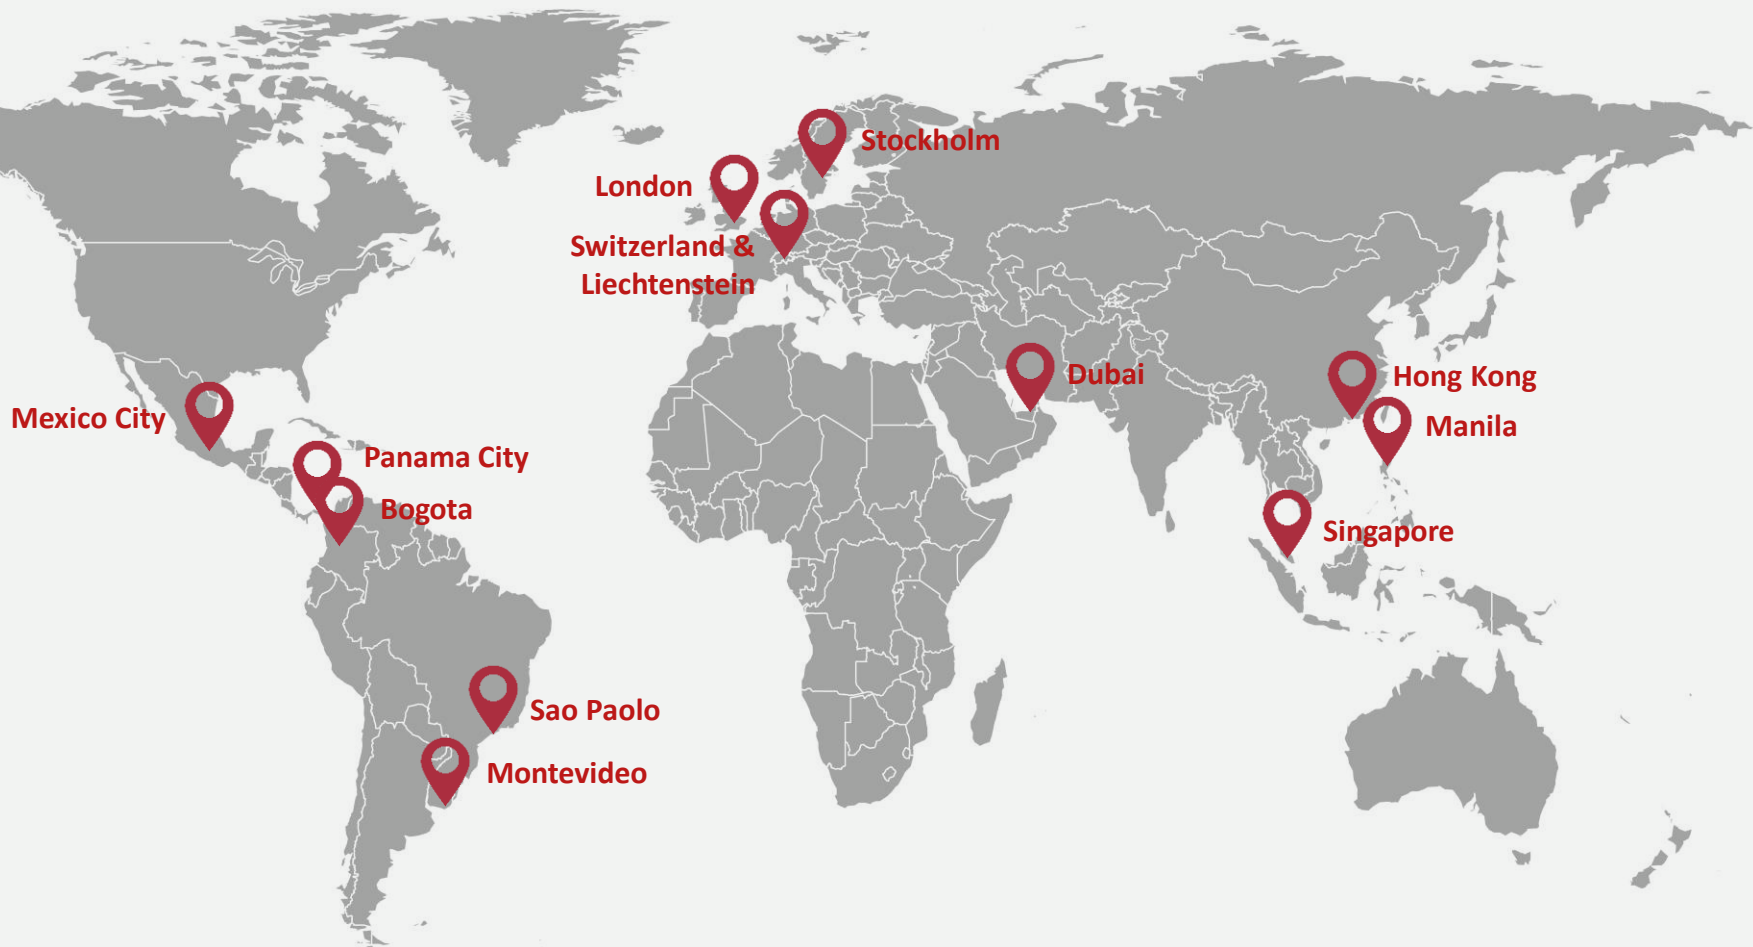 Stockholm
London
Switzerland &
Liechtenstein
Dubai
Hong Kong
Mexico City
Manila
Panama City
Bogota
Singapore
Sao Paolo
Montevideo